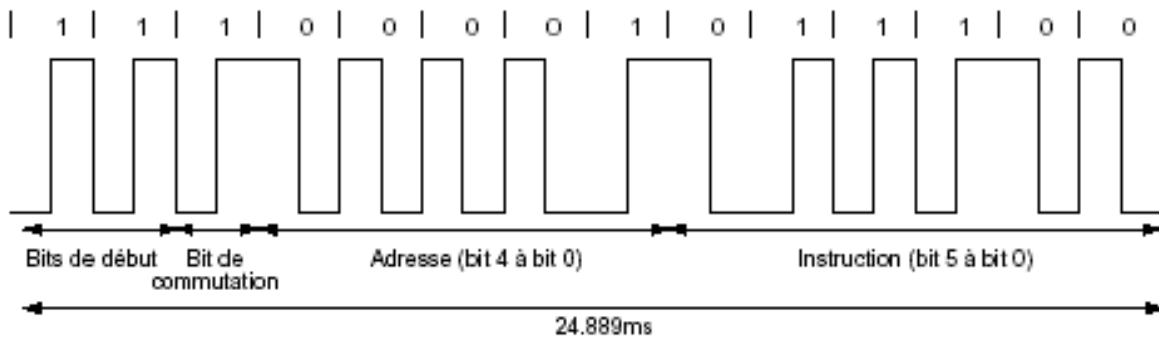 | 1 | 1 | 1 | 0 | 0 | 0 | 0 | 1 | 0 | 1 | 1 | 1 | 0 | 0
Bits de début Bit de commutation Adresse (bit 4 à bit 0) Instruction (bit 5 à bit 0)
24.889ms